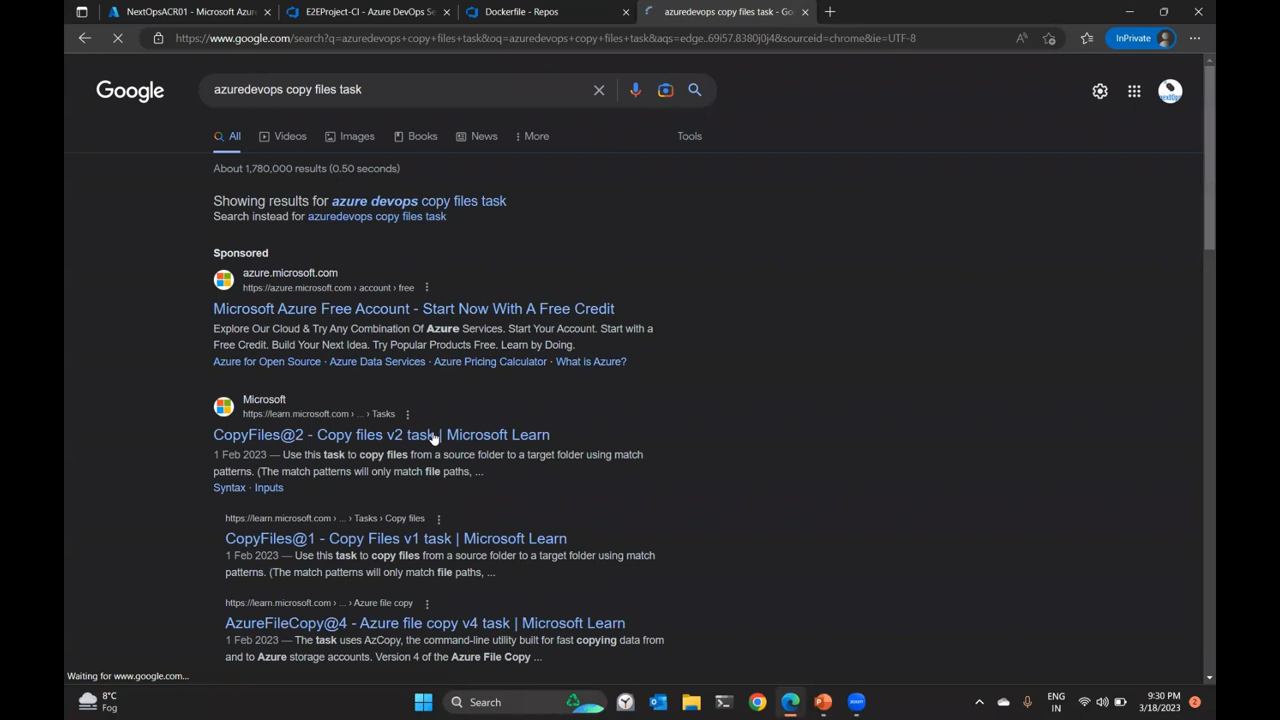 NextOpsACR01 - Microsoft Azur
E2EProject-CI - Azure DevOps Se
Dockerfile - Repos
azuredevops copy files task - Go
https://www.google.com/search?q=azuredevops+copy+files+task&oq=azuredevops+copy+files+task&aqs=edge..69i57.8380j0j4&sourceid=chrome&ie=UTF-8
InPrivate
Google
azuredevops copy files task
nextOps
All
Videos
Images
Books
News
More
Tools
About 1,780,000 results (0.50 seconds)
Showing results for azure devops copy files task
Search instead for azuredevops copy files task
Sponsored
azure.microsoft.com
https://azure.microsoft.com › account › free
Microsoft Azure Free Account - Start Now With A Free Credit
Explore Our Cloud & Try Any Combination Of Azure Services. Start Your Account. Start with a
Free Credit. Build Your Next Idea. Try Popular Products Free. Learn by Doing.
Azure for Open Source · Azure Data Services · Azure Pricing Calculator · What is Azure?
Microsoft
https://learn.microsoft.com › ... › Tasks
CopyFiles@2 - Copy files v2 task | Microsoft Learn
1 Feb 2023 — Use this task to copy files from a source folder to a target folder using match
patterns. (The match patterns will only match file paths, ...
Syntax · Inputs
https://learn.microsoft.com › ... › Tasks › Copy files
CopyFiles@1 - Copy Files v1 task | Microsoft Learn
1 Feb 2023 — Use this task to copy files from a source folder to a target folder using match
patterns. (The match patterns will only match file paths, ...
https://learn.microsoft.com › ... › Azure file copy
AzureFileCopy@4 - Azure file copy v4 task | Microsoft Learn
1 Feb 2023 — The task uses AzCopy, the command-line utility built for fast copying data from
and to Azure storage accounts. Version 4 of the Azure File Copy ...
Waiting for www.google.com...
8°C
Fog
Search
zoom
ENG
IN
9:30 PM
3/18/2023
2